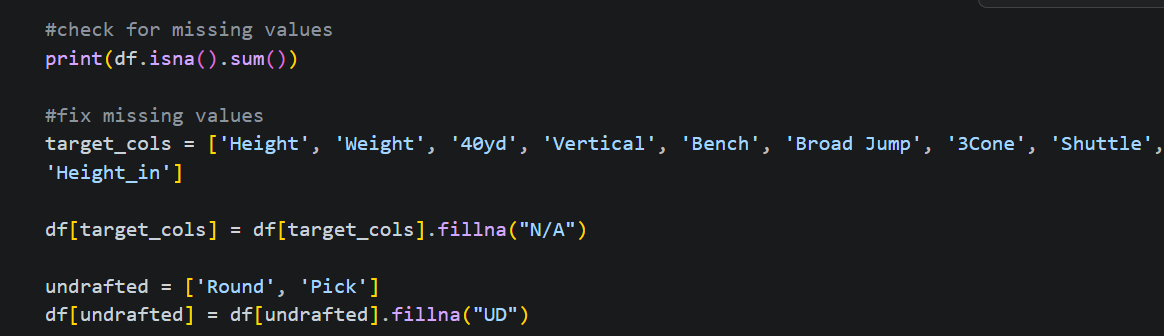 #check for missing values
print(df.isna().sum())
#fix missing values
target_cols = ['Height', 'Weight', '40yd', 'Vertical', 'Bench', 'Broad Jump', '3Cone', 'Shuttle',
'Height_in']
df[target_cols] = df[target_cols].fillna("N/A")
undrafted = ['Round', 'Pick']
df[undrafted] = df[undrafted].fillna("UD")